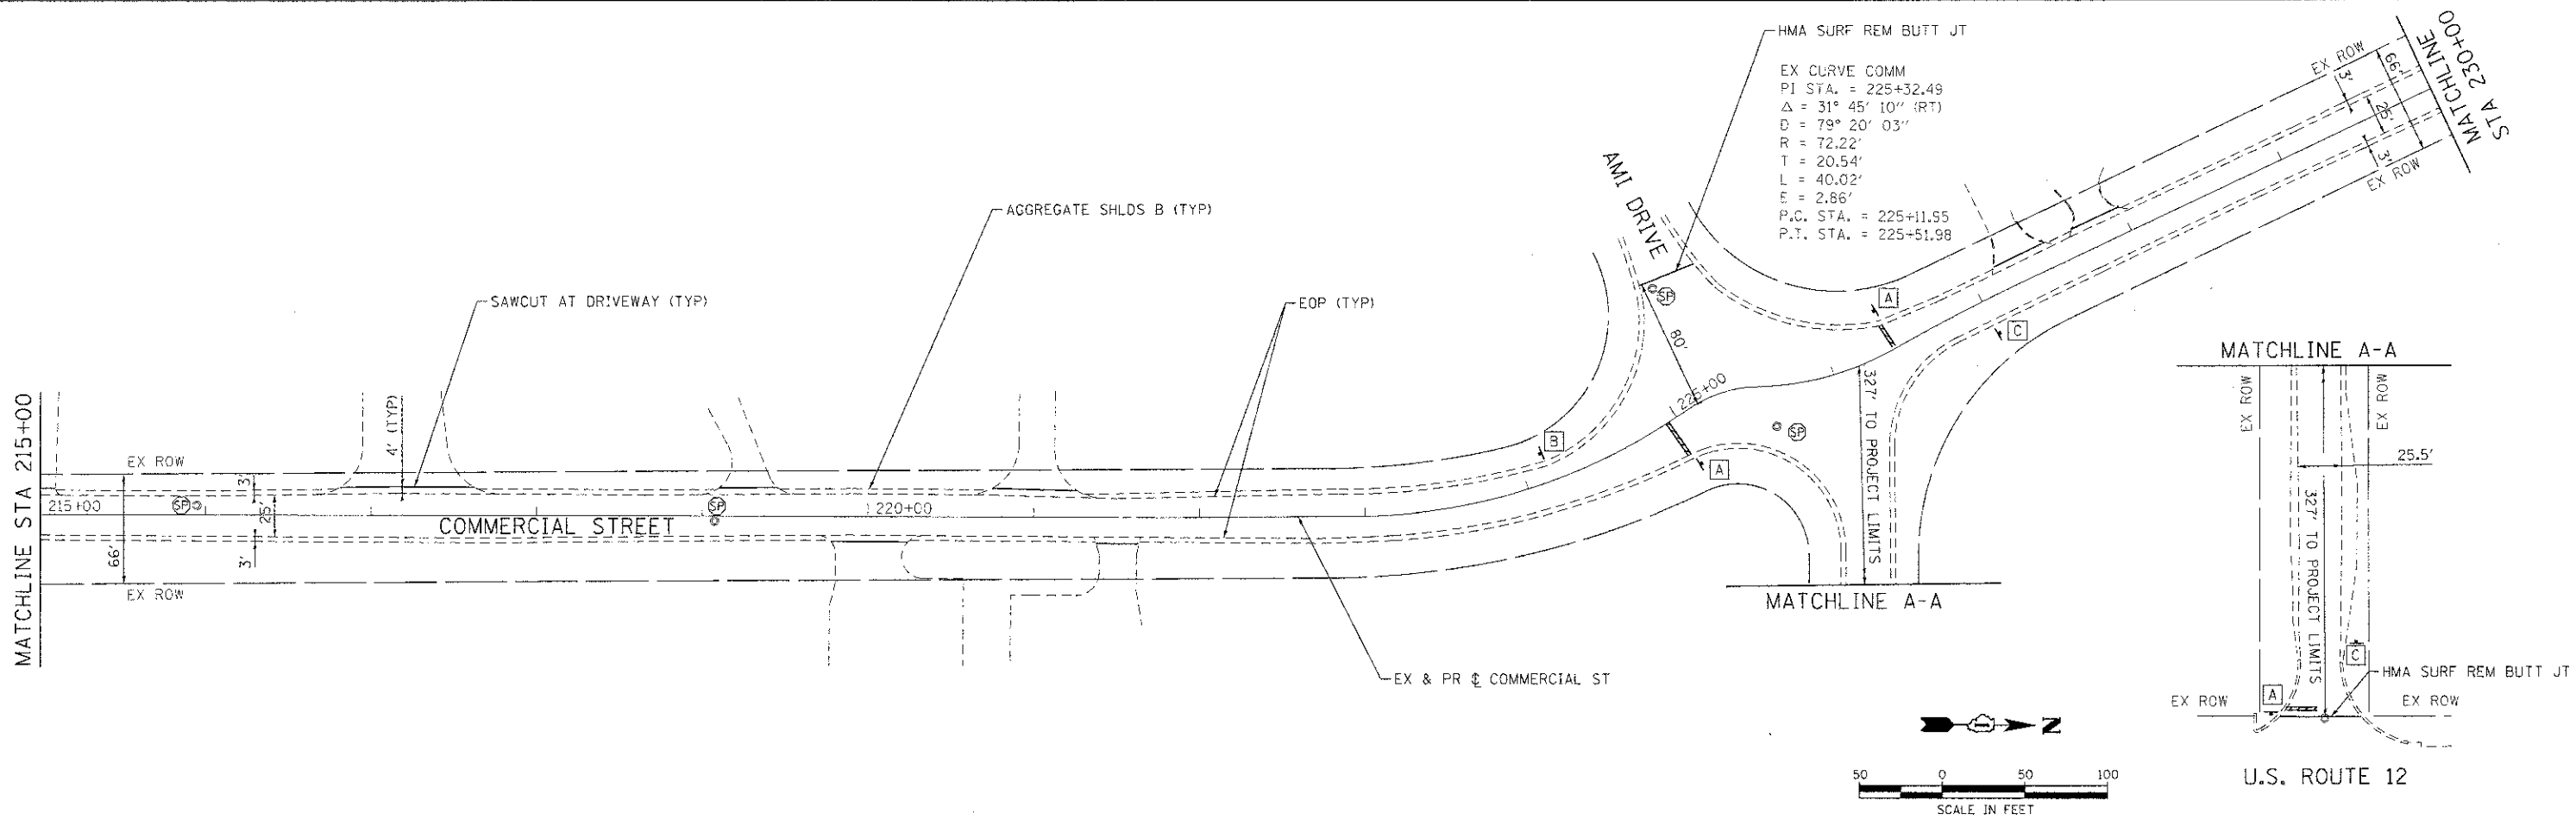 HMA SURF REM BUTT JT
EX CURVE COMM
PI STA. = 225+32.49
Δ = 31° 45' 10" (RT)
D = 79° 20' 03"
R = 72.22'
T = 20.54'
L = 40.02'
E = 2.86'
P.C. STA. = 225+11.95
P.T. STA. = 225+51.98
EX ROW
3'
66'
25'
3'
EX ROW
MATCHLINE
STA 230+00
AMI DRIVE
AGGREGATE SHLDS B (TYP)
SAWCUT AT DRIVEWAY (TYP)
EOP (TYP)
SP
A
C
80'
225+00
B
SP
A
327' TO PROJECT LIMITS
MATCHLINE A-A
MATCHLINE STA 215+00
EX ROW
4' (TYP)
3'
215+00
SP
25'
COMMERCIAL STREET
SP
220+00
66'
3'
EX ROW
EX & PR ℄ COMMERCIAL ST
MATCHLINE A-A
EX ROW
EX ROW
25.5'
327' TO PROJECT LIMITS
C
HMA SURF REM BUTT JT
A
EX ROW
EX ROW
U.S. ROUTE 12
N
50 0 50 100
SCALE IN FEET